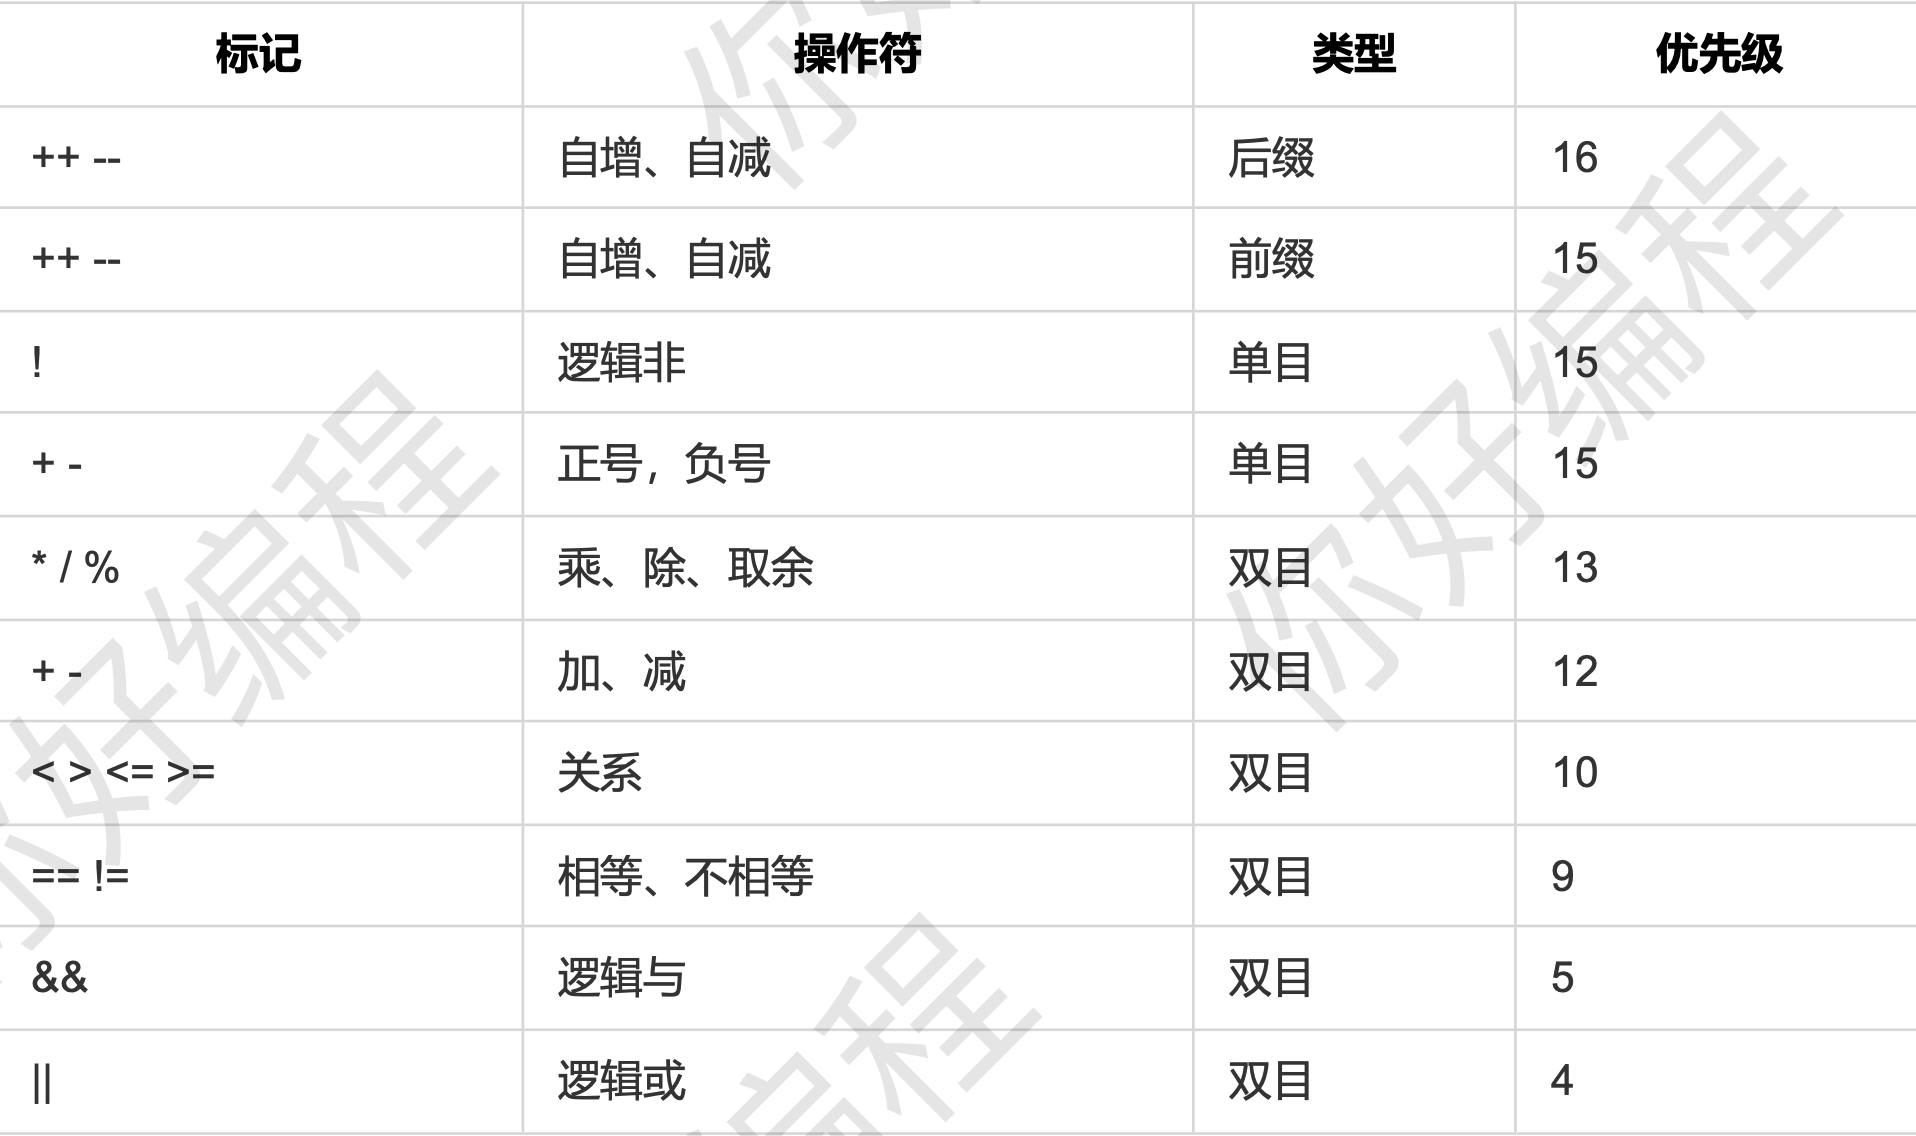 标记 操作符 类型 优先级
++ -- 自增、自减 后缀 16
++ -- 自增、自减 前缀 15
! 逻辑非 单目 15
+ - 正号，负号 单目 15
* / % 乘、除、取余 双目 13
+ - 加、减 双目 12
< > <= >= 关系 双目 10
== != 相等、不相等 双目 9
&& 逻辑与 双目 5
|| 逻辑或 双目 4
你好编程
你好编程